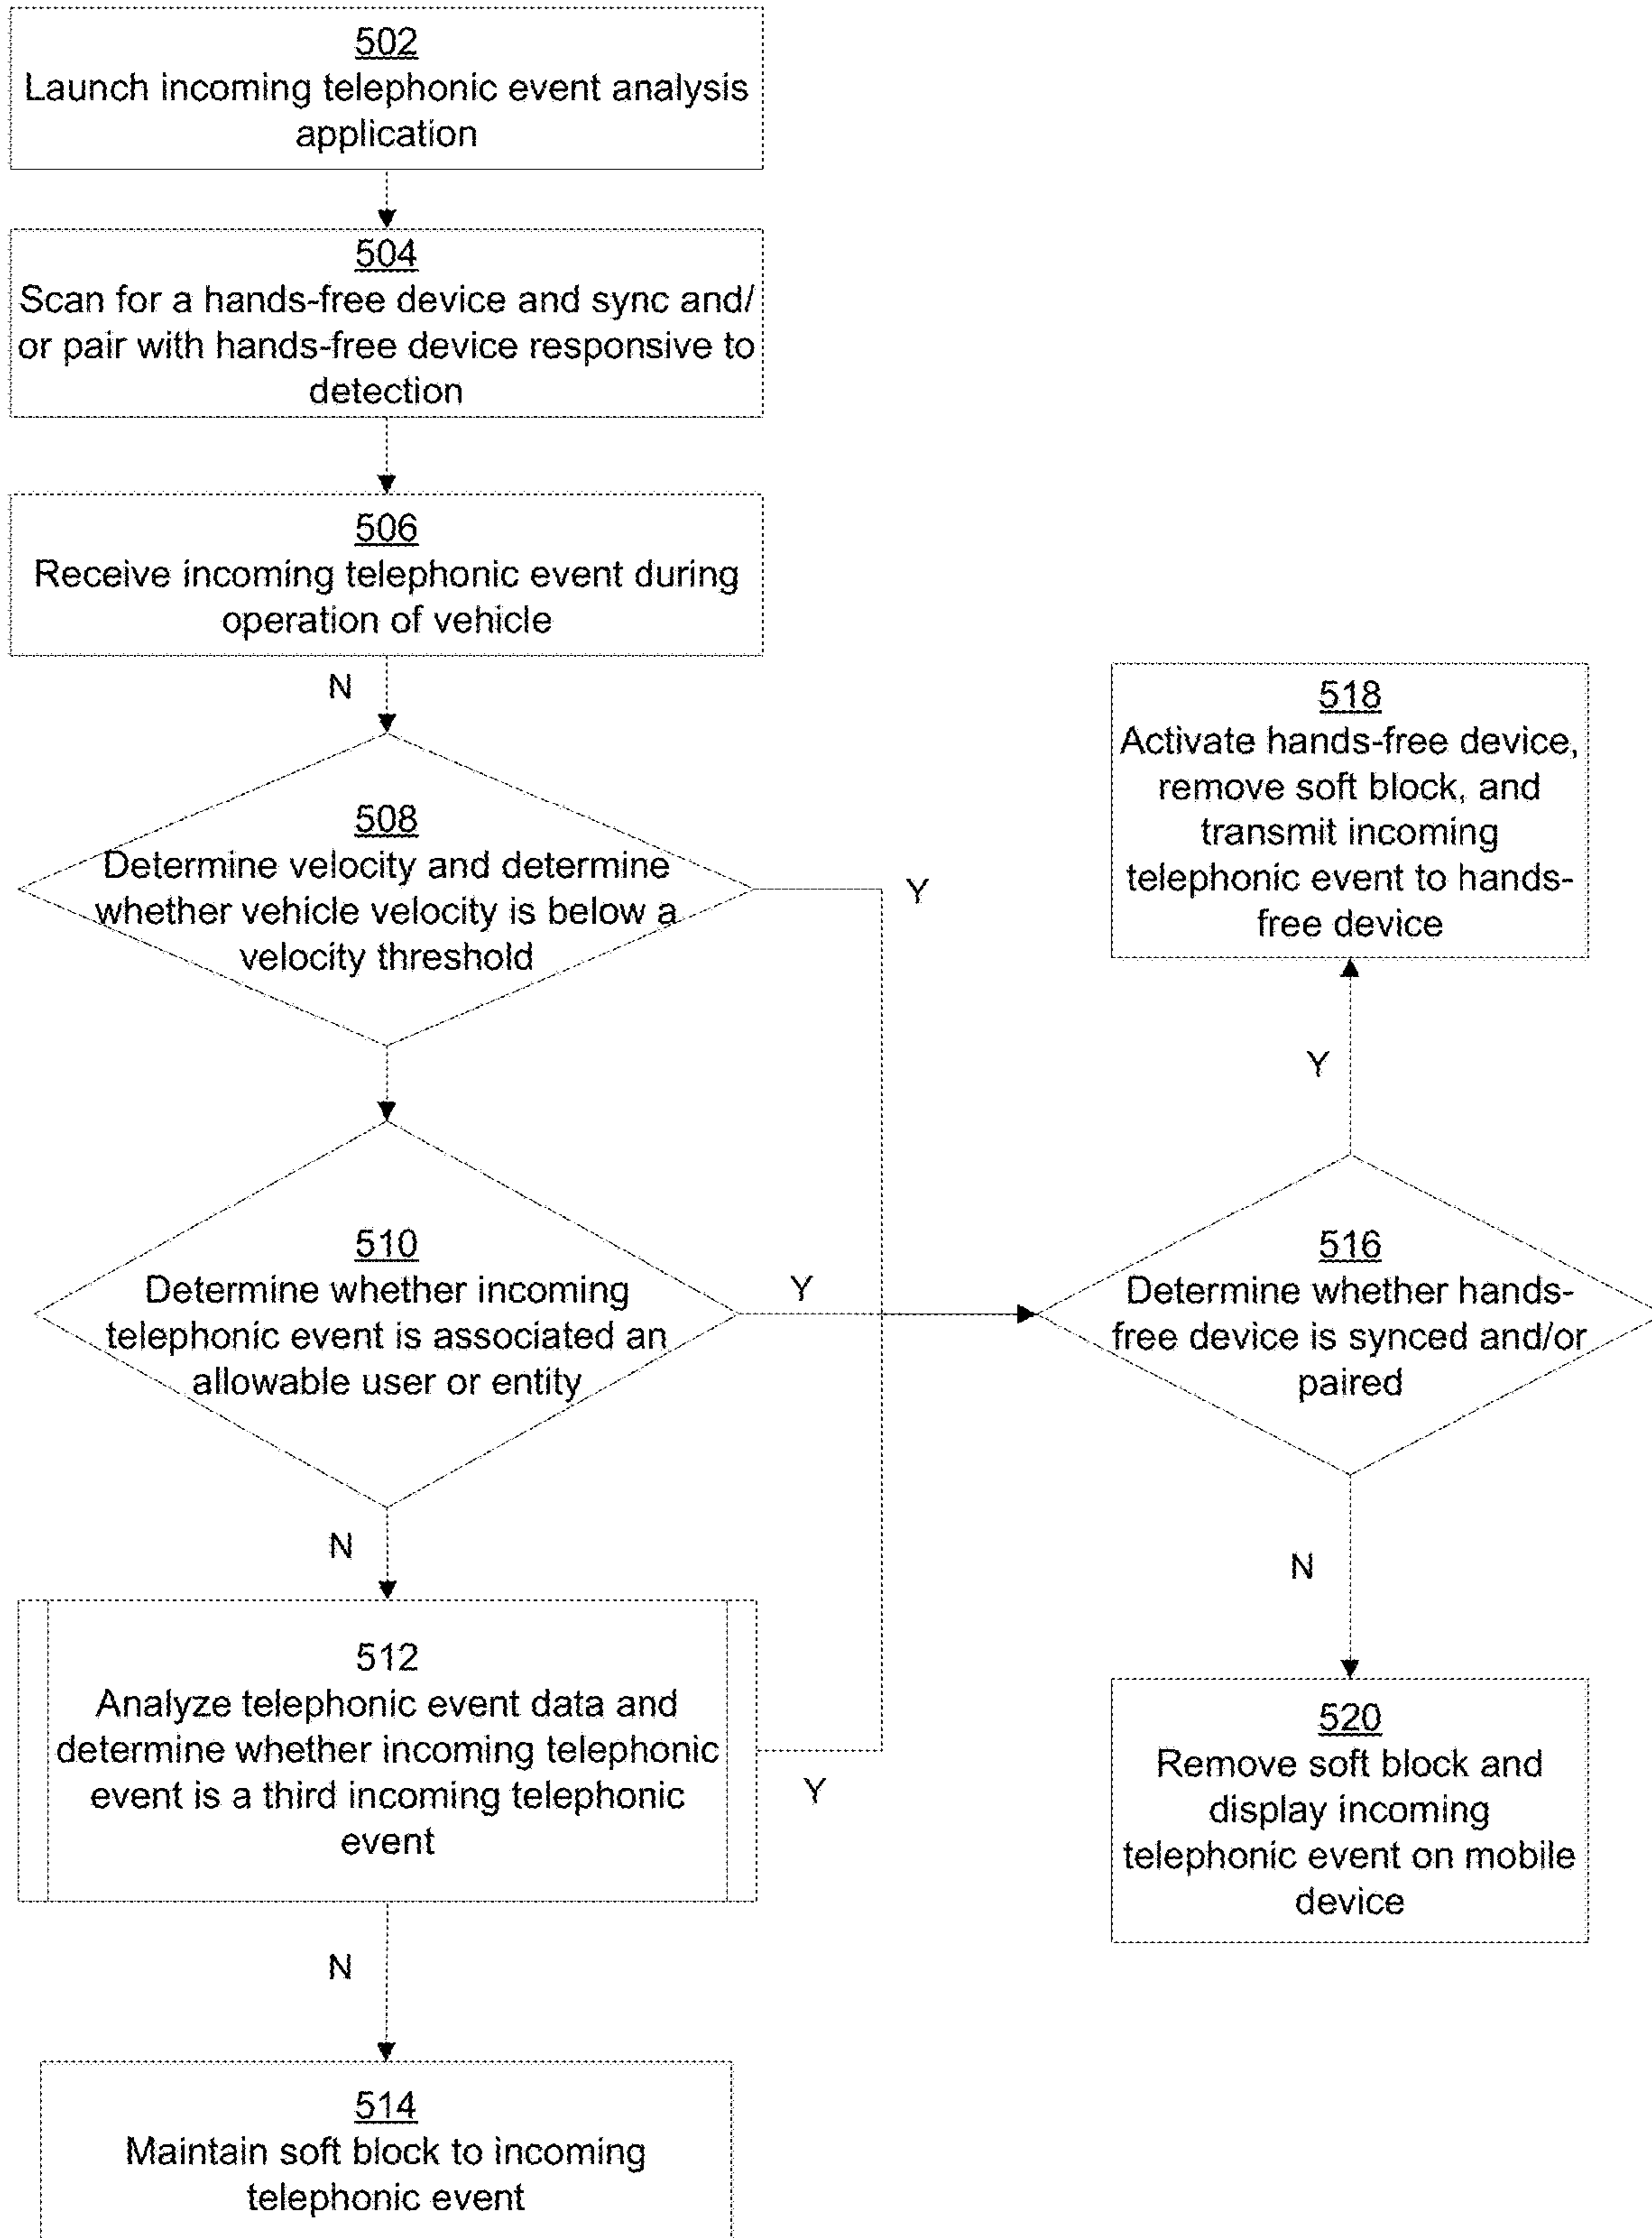 502
Launch incoming telephonic event analysis
application
504
Scan for a hands-free device and sync and/
or pair with hands-free device responsive to
detection
506
Receive incoming telephonic event during
operation of vehicle
N
508
Determine velocity and determine
whether vehicle velocity is below a
velocity threshold
Y
510
Determine whether incoming
telephonic event is associated an
allowable user or entity
Y
N
512
Analyze telephonic event data and
determine whether incoming telephonic
event is a third incoming telephonic
event
Y
N
514
Maintain soft block to incoming
telephonic event
518
Activate hands-free device,
remove soft block, and
transmit incoming
telephonic event to hands-
free device
Y
516
Determine whether hands-
free device is synced and/or
paired
N
520
Remove soft block and
display incoming
telephonic event on mobile
device